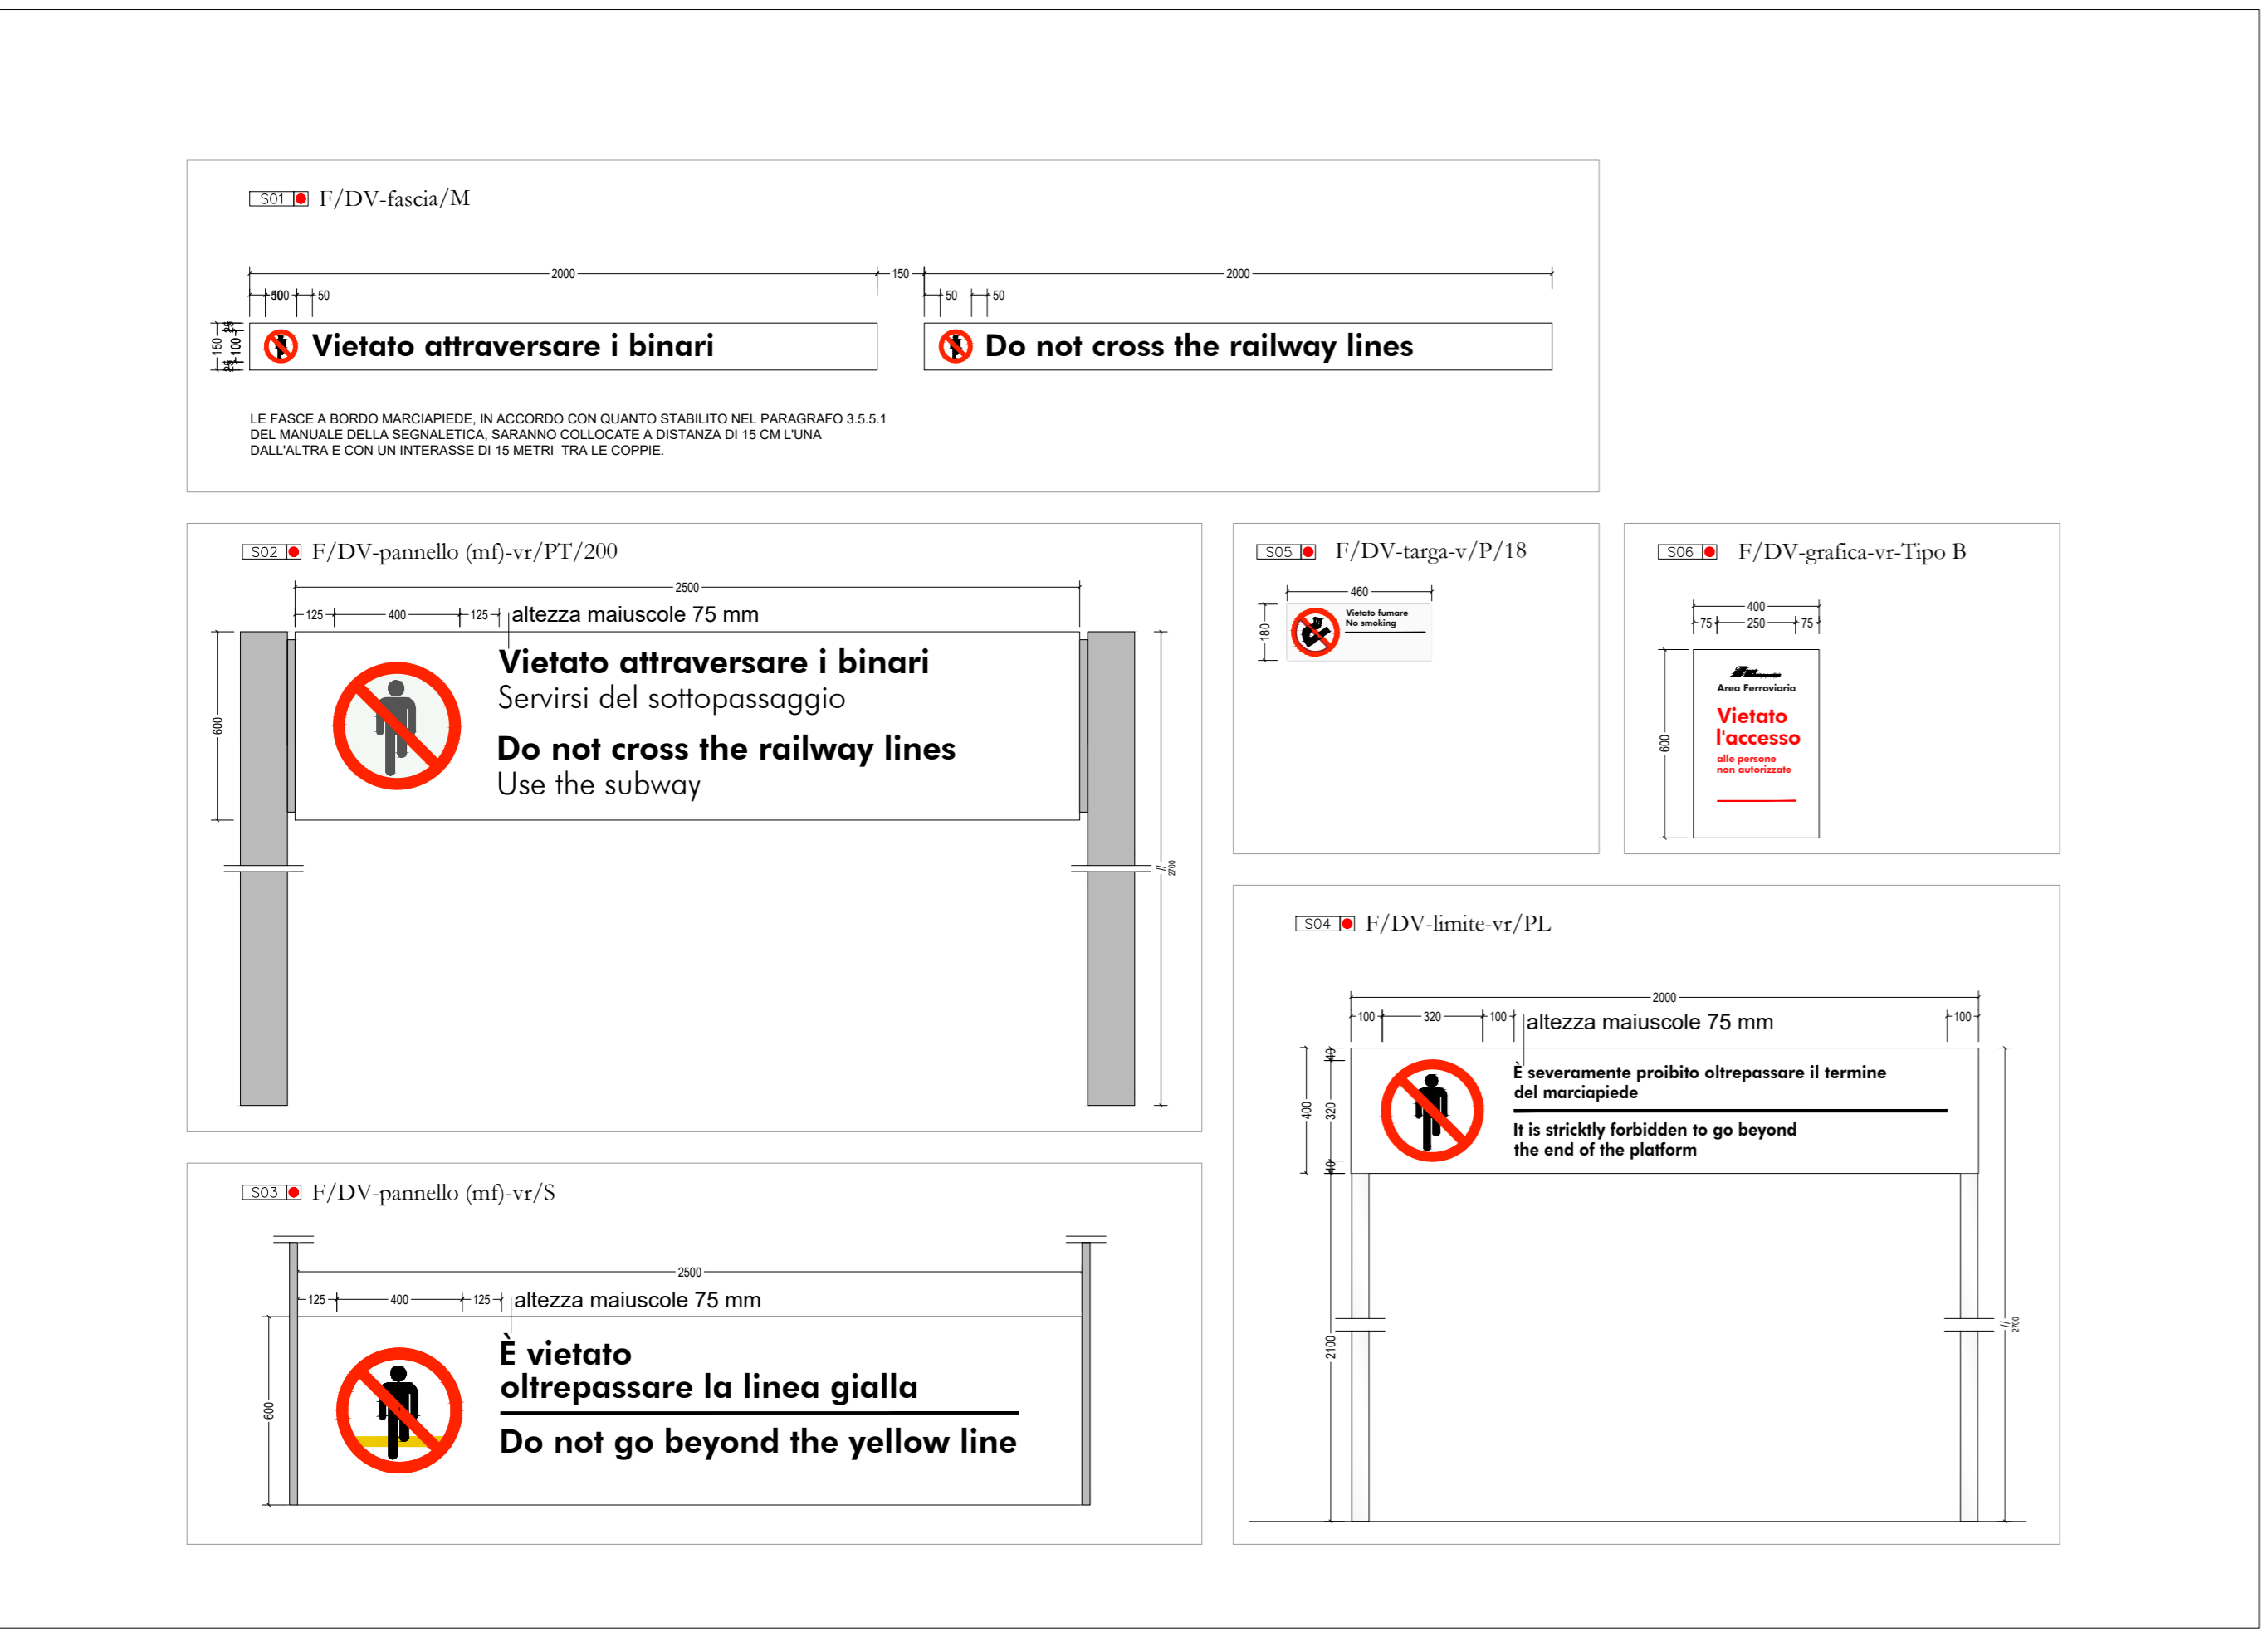 S01 F/DV-fascia/M
2000 150 2000
50 100 50 50 50
150 25 100 25
Vietato attraversare i binari
Do not cross the railway lines
LE FASCE A BORDO MARCIAPIEDE, IN ACCORDO CON QUANTO STABILITO NEL PARAGRAFO 3.5.5.1
DEL MANUALE DELLA SEGNALETICA, SARANNO COLLOCATE A DISTANZA DI 15 CM L'UNA
DALL'ALTRA E CON UN INTERASSE DI 15 METRI TRA LE COPPIE.
S02 F/DV-pannello (mf)-vr/PT/200
2500
125 400 125 altezza maiuscole 75 mm
600
Vietato attraversare i binari
Servirsi del sottopassaggio
Do not cross the railway lines
Use the subway
// 2700
S05 F/DV-targa-v/P/18
460
180
Vietato fumare
No smoking
S06 F/DV-grafica-vr-Tipo B
400
75 250 75
600
Area Ferroviaria
Vietato
l'accesso
alle persone
non autorizzate
S03 F/DV-pannello (mf)-vr/S
2500
125 400 125 altezza maiuscole 75 mm
600
È vietato
oltrepassare la linea gialla
Do not go beyond the yellow line
S04 F/DV-limite-vr/PL
2000
100 320 100 altezza maiuscole 75 mm 100
400 40 320 40
È severamente proibito oltrepassare il termine
del marciapiede
It is stricktly forbidden to go beyond
the end of the platform
2100
// 2700